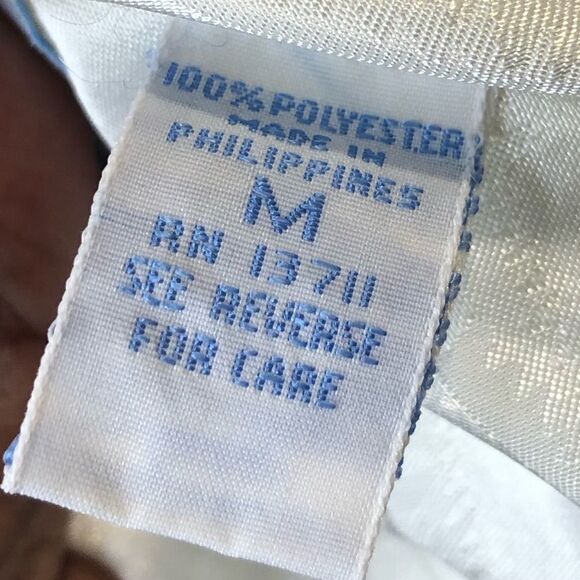 100% POLYESTER
MADE IN
PHILIPPINES
M
RN 13711
SEE REVERSE
FOR CARE